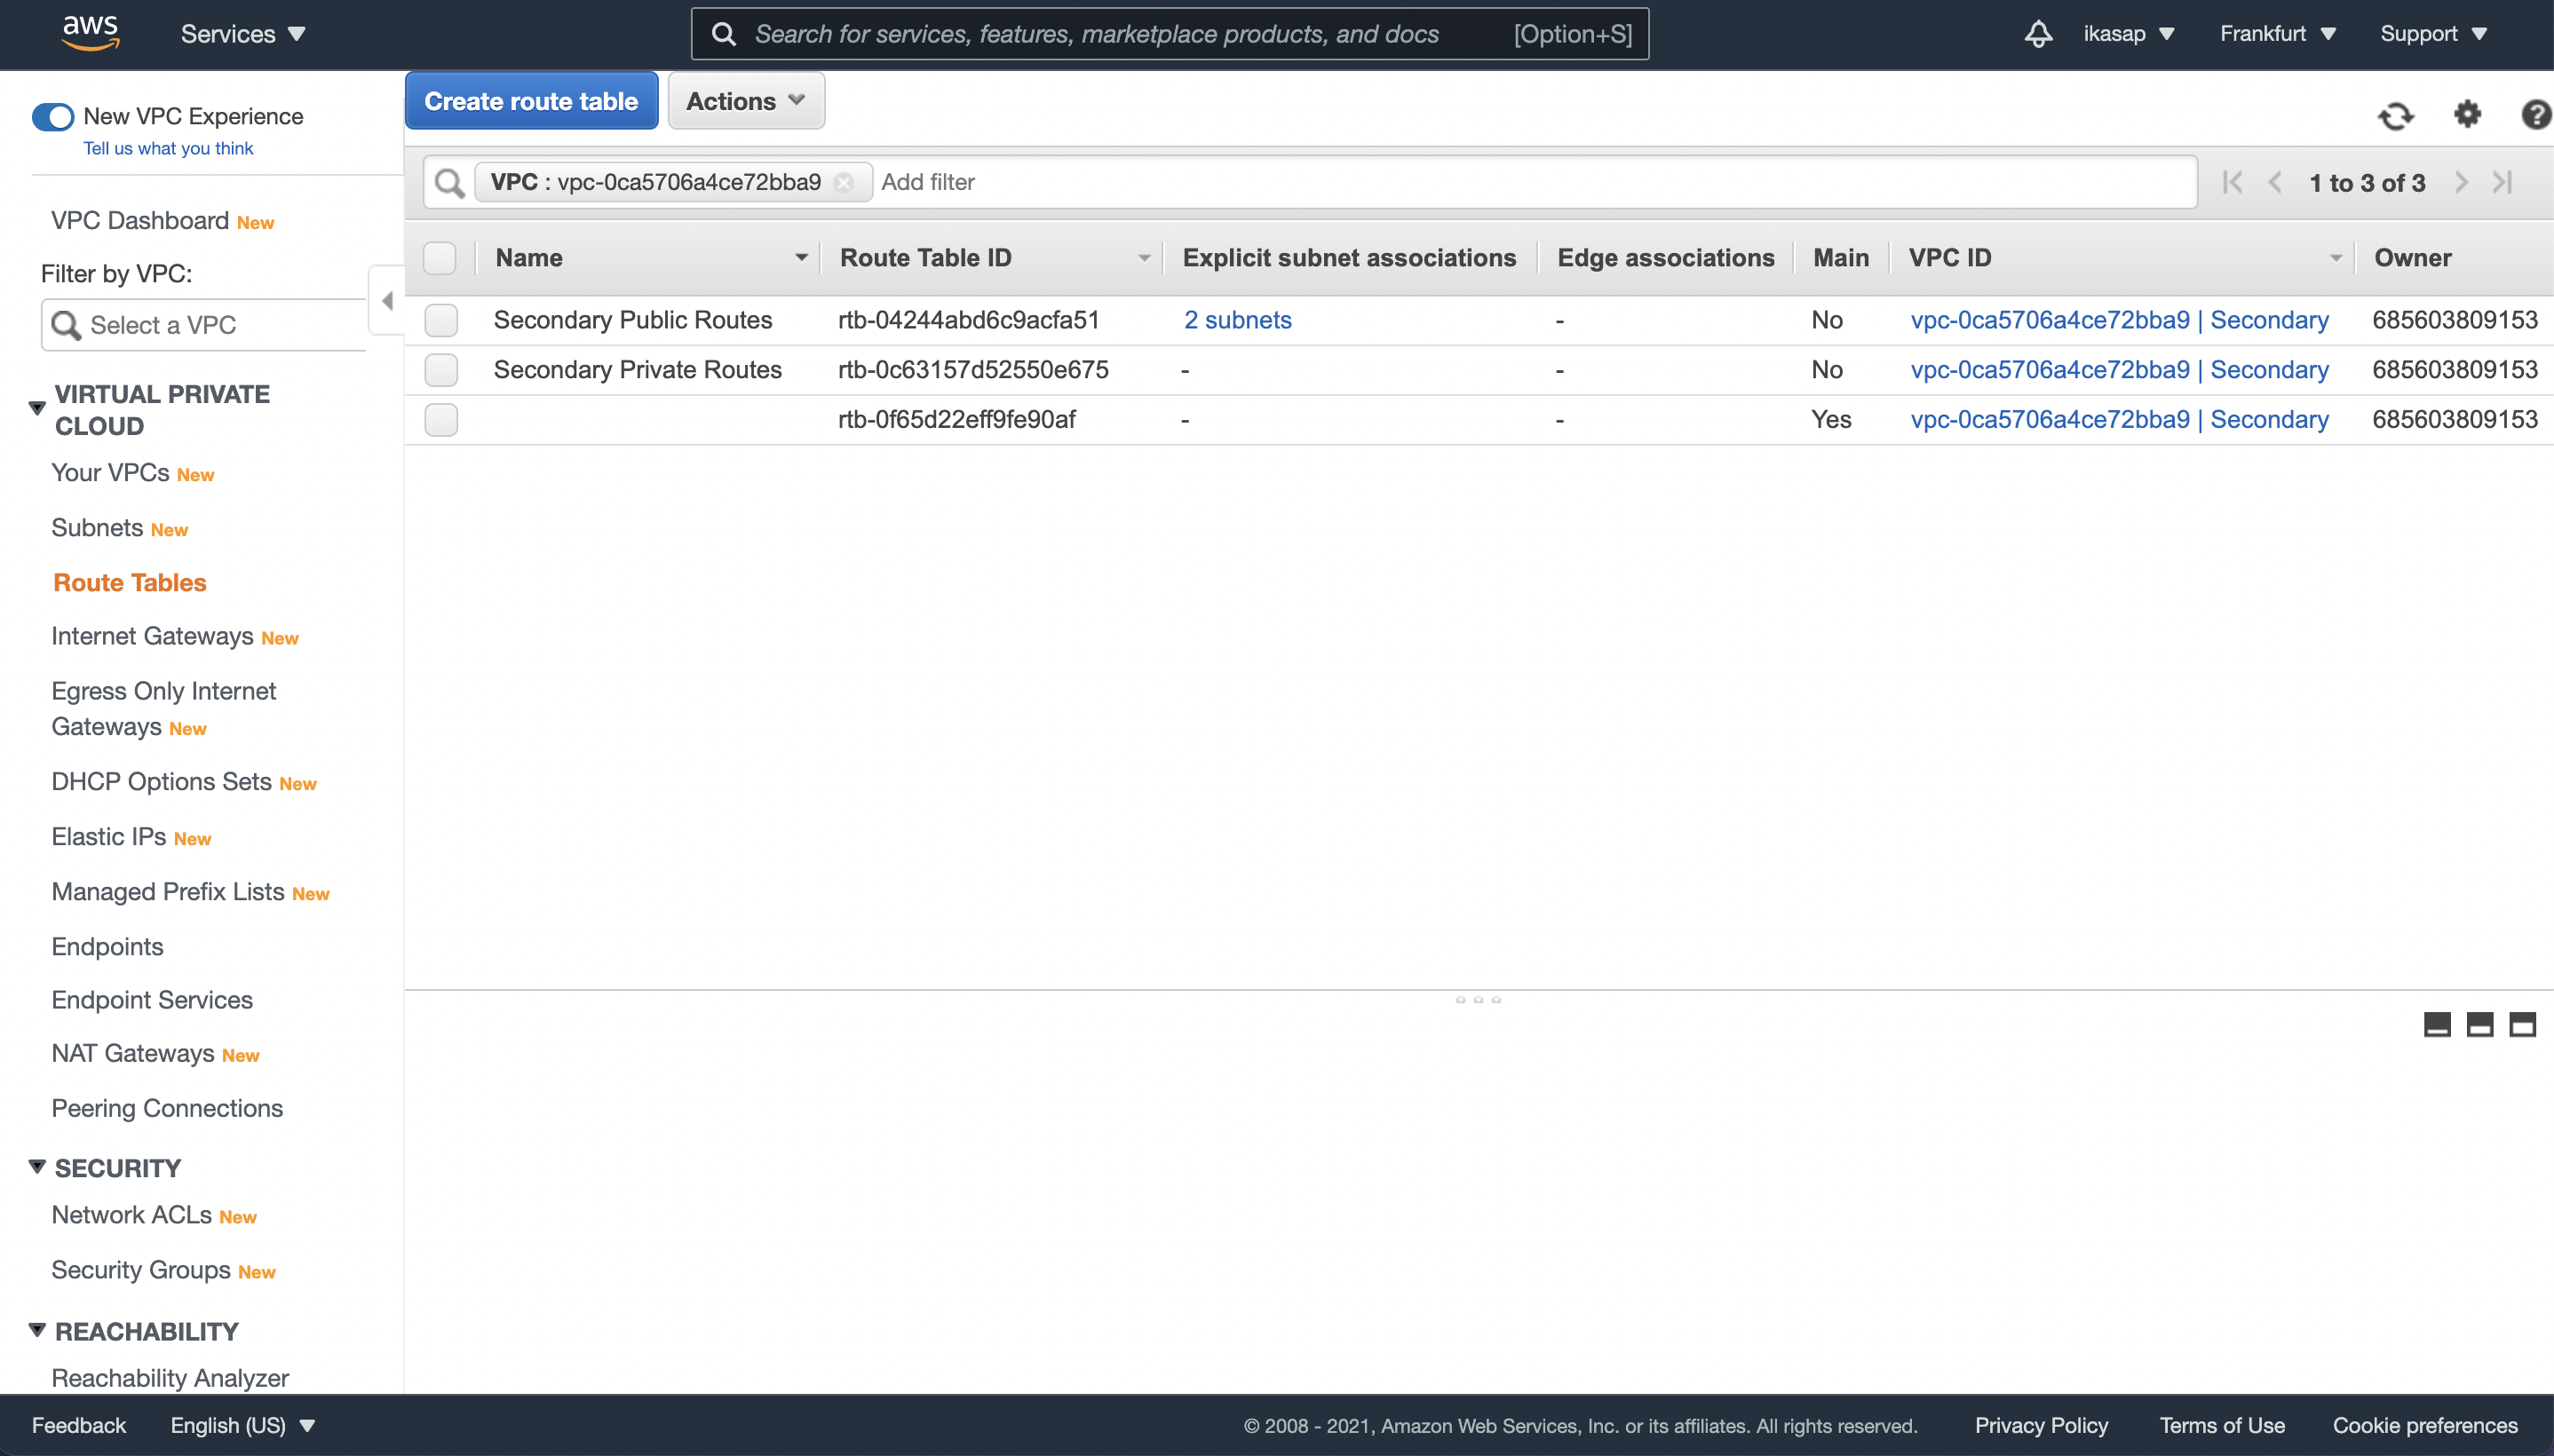 aws
Services
Search for services, features, marketplace products, and docs [Option+S]
ikasap
Frankfurt
Support
New VPC Experience
Tell us what you think
VPC Dashboard New
Filter by VPC:
Select a VPC
VIRTUAL PRIVATE
CLOUD
Your VPCs New
Subnets New
Route Tables
Internet Gateways New
Egress Only Internet
Gateways New
DHCP Options Sets New
Elastic IPs New
Managed Prefix Lists New
Endpoints
Endpoint Services
NAT Gateways New
Peering Connections
SECURITY
Network ACLs New
Security Groups New
REACHABILITY
Reachability Analyzer
Create route table
Actions
VPC : vpc-0ca5706a4ce72bba9 Add filter
1 to 3 of 3
Name Route Table ID Explicit subnet associations Edge associations Main VPC ID Owner
Secondary Public Routes rtb-04244abd6c9acfa51 2 subnets - No vpc-0ca5706a4ce72bba9 | Secondary 685603809153
Secondary Private Routes rtb-0c63157d52550e675 - - No vpc-0ca5706a4ce72bba9 | Secondary 685603809153
rtb-0f65d22eff9fe90af - - Yes vpc-0ca5706a4ce72bba9 | Secondary 685603809153
Feedback
English (US)
© 2008 - 2021, Amazon Web Services, Inc. or its affiliates. All rights reserved.
Privacy Policy
Terms of Use
Cookie preferences